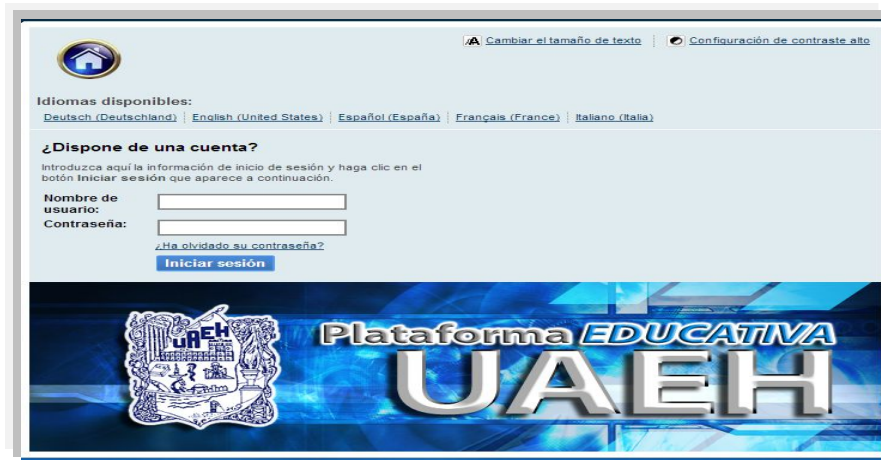 Cambiar el tamaño de texto Configuración de contraste alto
Idiomas disponibles:
Deutsch (Deutschland) English (United States) Español (España) Français (France) Italiano (Italia)
¿Dispone de una cuenta?
Introduzca aquí la información de inicio de sesión y haga clic en el
botón Iniciar sesión que aparece a continuación.
Nombre de
usuario:
Contraseña:
¿Ha olvidado su contraseña?
Iniciar sesión
UAEH
Plataforma EDUCATIVA
UAEH